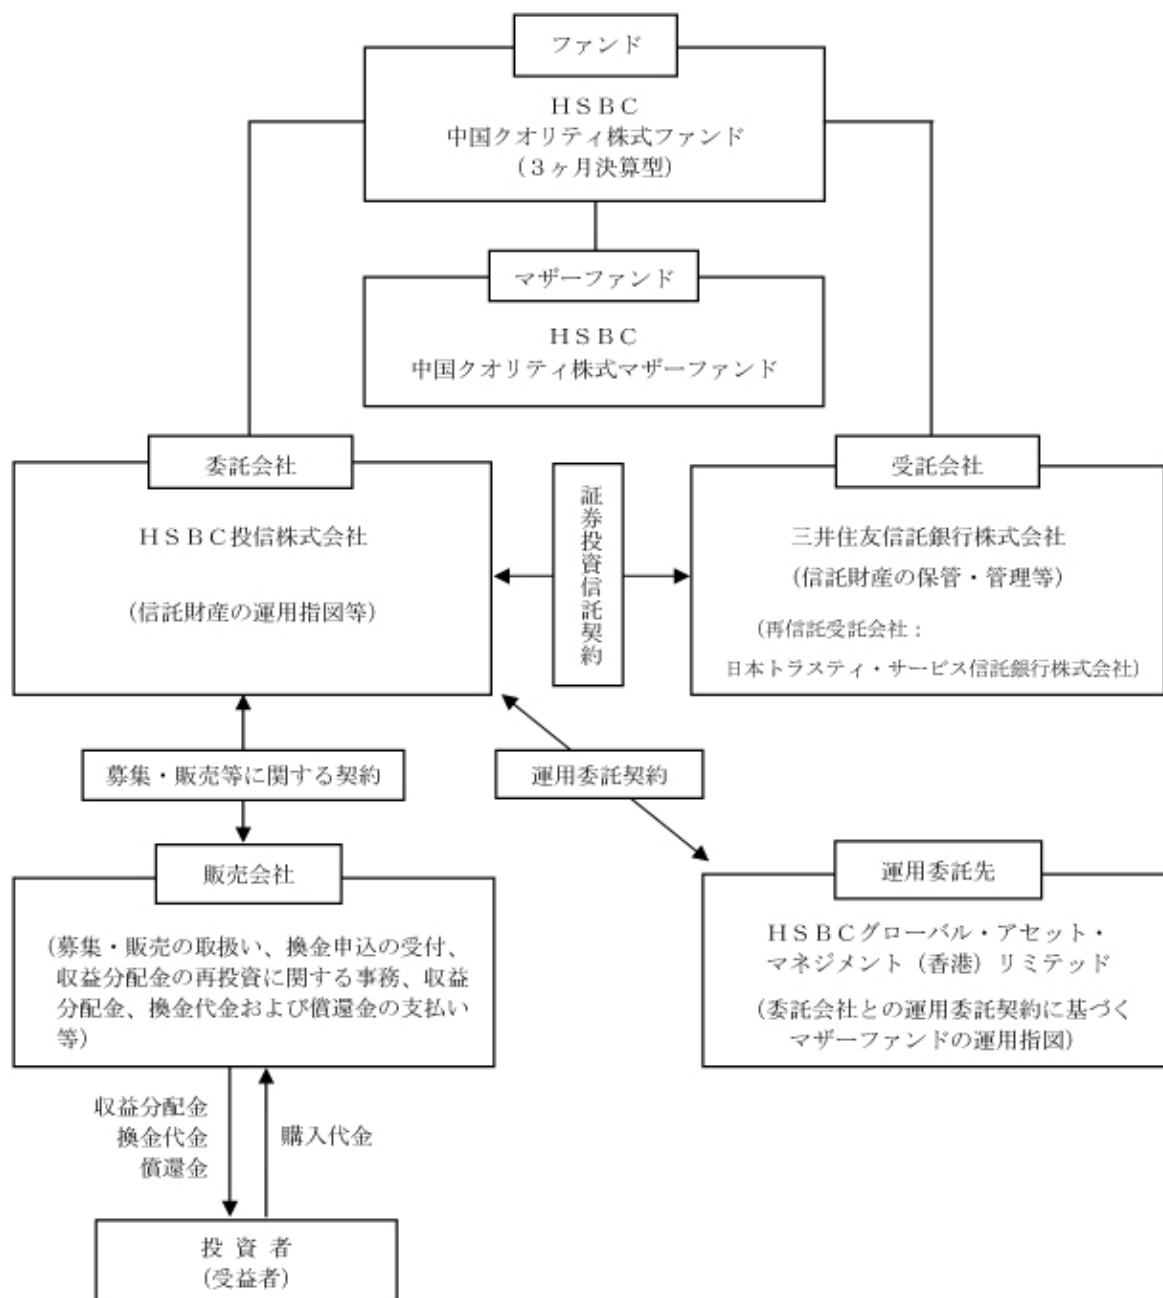 ファンド
ＨＳＢＣ
中国クオリティ株式ファンド
（３ヶ月決算型）
マザーファンド
ＨＳＢＣ
中国クオリティ株式マザーファンド
委託会社
ＨＳＢＣ投信株式会社
（信託財産の運用指図等）
証券投資信託契約
受託会社
三井住友信託銀行株式会社
（信託財産の保管・管理等）
（再信託受託会社：
日本トラスティ・サービス信託銀行株式会社）
募集・販売等に関する契約
運用委託契約
販売会社
（募集・販売の取扱い、換金申込の受付、
収益分配金の再投資に関する事務、収益
分配金、換金代金および償還金の支払い
等）
運用委託先
ＨＳＢＣグローバル・アセット・
マネジメント（香港）リミテッド
（委託会社との運用委託契約に基づく
マザーファンドの運用指図）
収益分配金
換金代金
償還金
購入代金
投 資 者
（受益者）